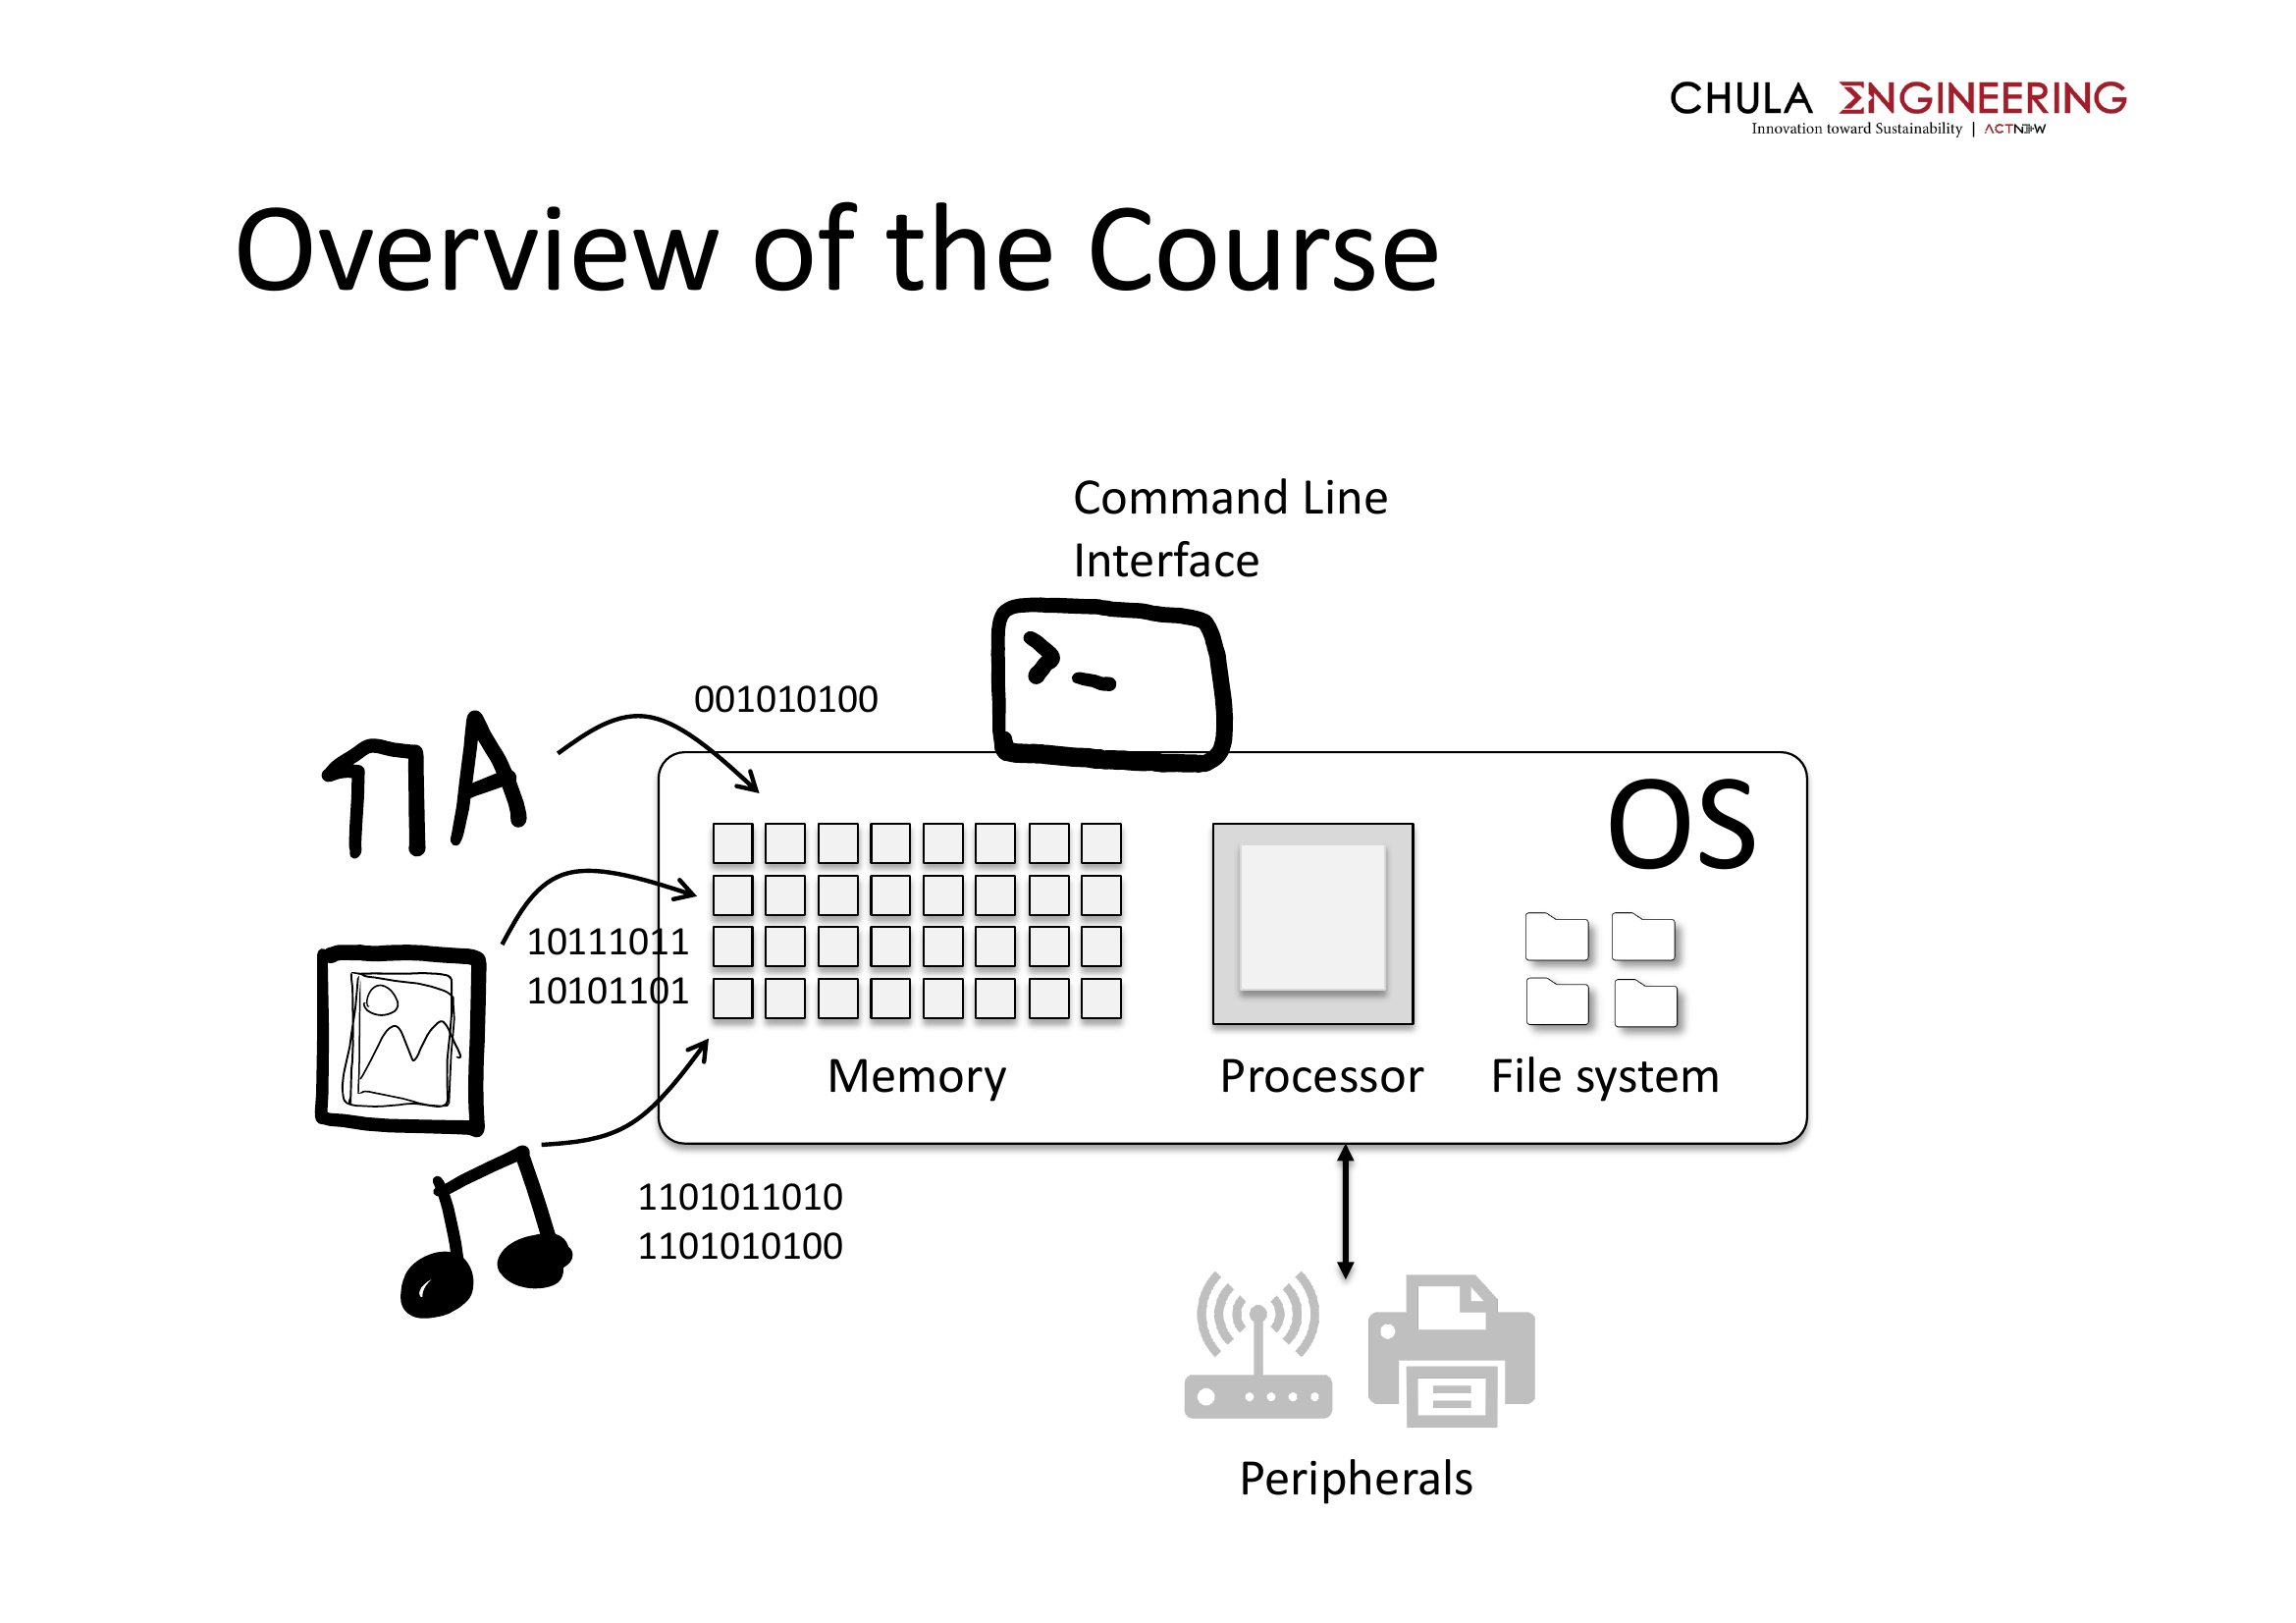 CHULA ΣNGINEERING
Innovation toward Sustainability | ACTNOW
Overview of the Course
Command Line
Interface
>_
001010100
กA
OS
10111011
10101101
Memory
Processor
File system
1101011010
1101010100
Peripherals